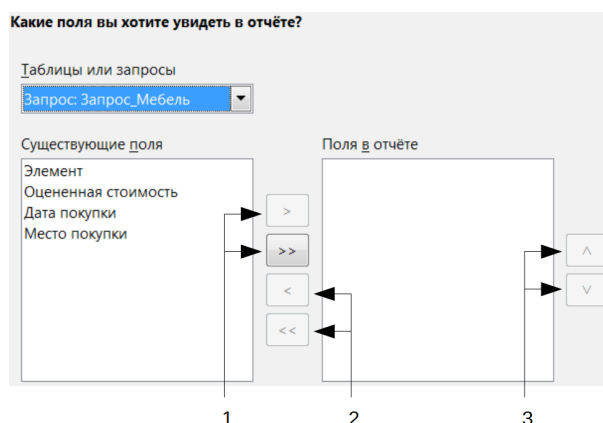 Какие поля вы хотите увидеть в отчёте?
Таблицы или запросы
Запрос: Запрос_Мебель
Существующие поля
Поля в отчёте
Элемент
Оцененная стоимость
Дата покупки
Место покупки
>
>>
<
<<
∧
∨
1 2 3